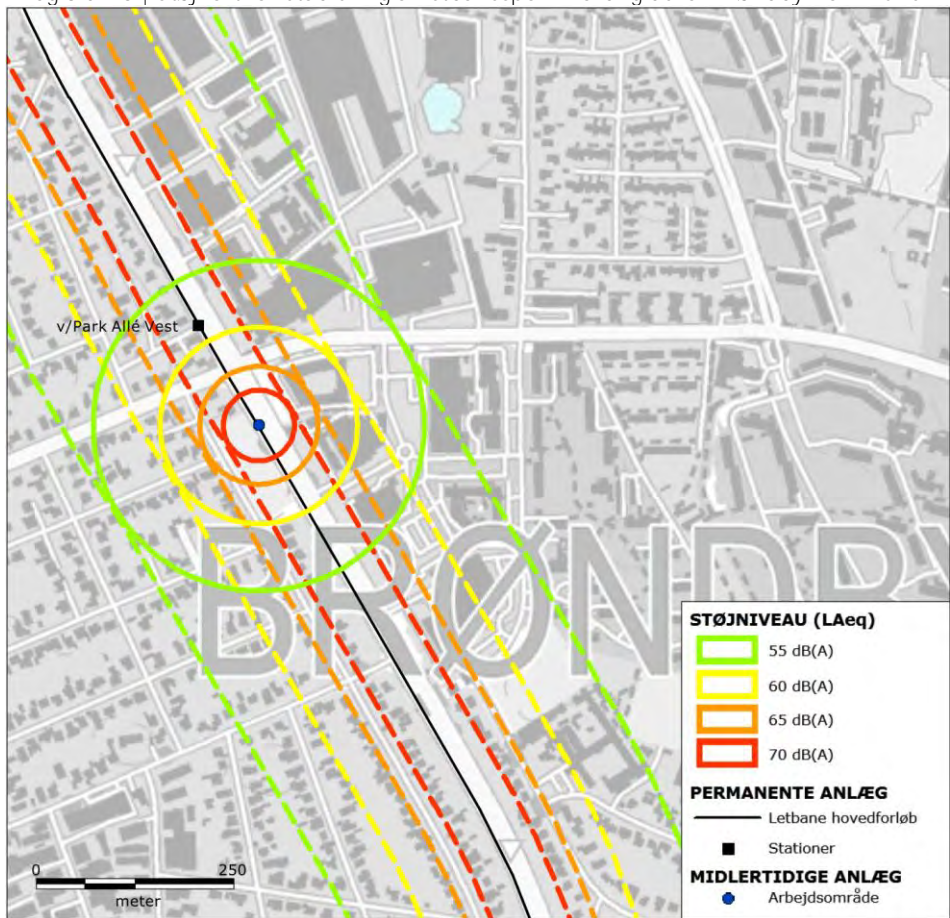 v/Park Allé Vest
BRØNDBY
STØJNIVEAU (LAeq)
55 dB(A)
60 dB(A)
65 dB(A)
70 dB(A)
PERMANENTE ANLÆG
Letbane hovedforløb
Stationer
MIDLERTIDIGE ANLÆG
Arbejdsområde
0 250
meter